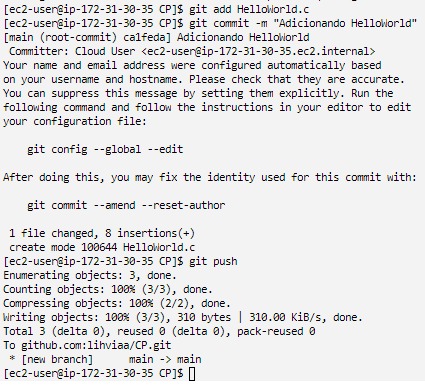 [ec2-user@ip-172-31-30-35 CP]$ git add HelloWorld.c
[ec2-user@ip-172-31-30-35 CP]$ git commit -m "Adicionando HelloWorld"
[main (root-commit) calfeda] Adicionando HelloWorld
 Committer: Cloud User <ec2-user@ip-172-31-30-35.ec2.internal>
Your name and email address were configured automatically based
on your username and hostname. Please check that they are accurate.
You can suppress this message by setting them explicitly. Run the
following command and follow the instructions in your editor to edit
your configuration file:

    git config --global --edit

After doing this, you may fix the identity used for this commit with:

    git commit --amend --reset-author

 1 file changed, 8 insertions(+)
 create mode 100644 HelloWorld.c
[ec2-user@ip-172-31-30-35 CP]$ git push
Enumerating objects: 3, done.
Counting objects: 100% (3/3), done.
Compressing objects: 100% (2/2), done.
Writing objects: 100% (3/3), 310 bytes | 310.00 KiB/s, done.
Total 3 (delta 0), reused 0 (delta 0), pack-reused 0
To github.com:lihviaa/CP.git
 * [new branch]      main -> main
[ec2-user@ip-172-31-30-35 CP]$